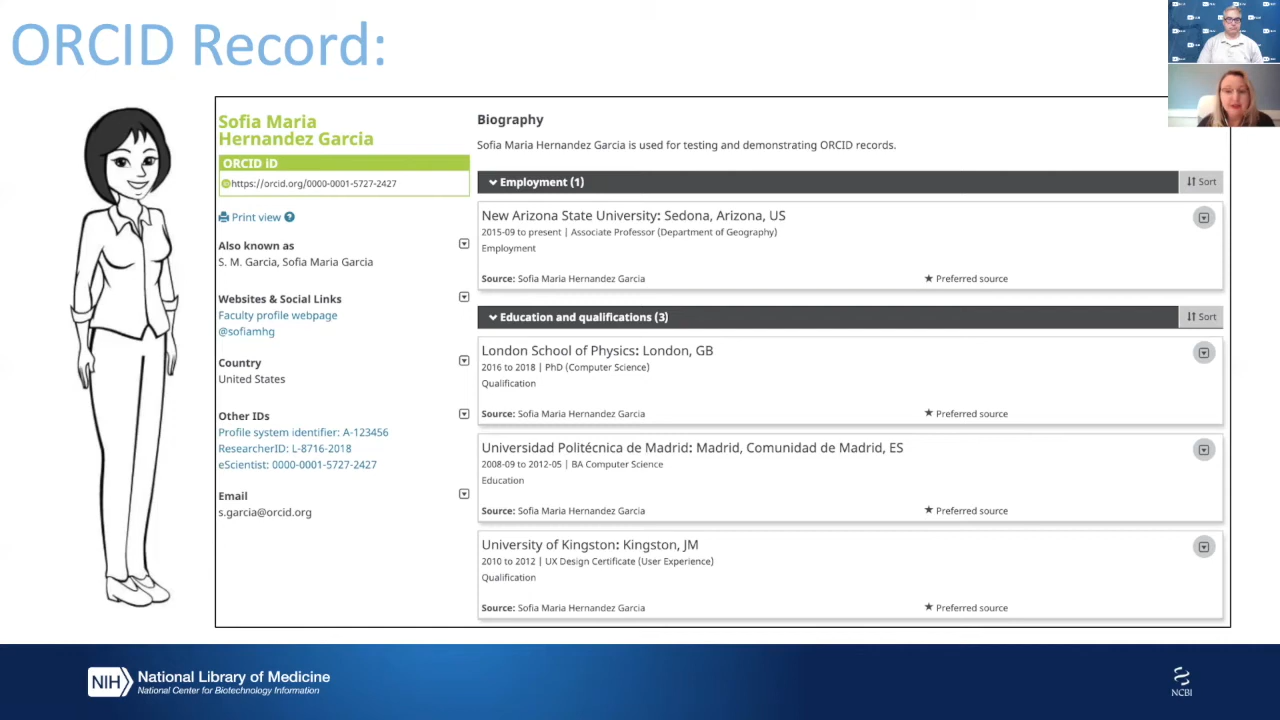 ORCID Record:
Sofia Maria
Hernandez Garcia
ORCID iD
https://orcid.org/0000-0001-5727-2427
Print view
Also known as
S. M. Garcia, Sofia Maria Garcia
Websites & Social Links
Faculty profile webpage
@sofiamhg
Country
United States
Other IDs
Profile system identifier: A-123456
ResearcherID: L-8716-2018
eScientist: 0000-0001-5727-2427
Email
s.garcia@orcid.org
Biography
Sofia Maria Hernandez Garcia is used for testing and demonstrating ORCID records.
Employment (1)
Sort
New Arizona State University: Sedona, Arizona, US
2015-09 to present | Associate Professor (Department of Geography)
Employment
Source: Sofia Maria Hernandez Garcia
Preferred source
Education and qualifications (3)
Sort
London School of Physics: London, GB
2016 to 2018 | PhD (Computer Science)
Qualification
Source: Sofia Maria Hernandez Garcia
Preferred source
Universidad Politécnica de Madrid: Madrid, Comunidad de Madrid, ES
2008-09 to 2012-05 | BA Computer Science
Education
Source: Sofia Maria Hernandez Garcia
Preferred source
University of Kingston: Kingston, JM
2010 to 2012 | UX Design Certificate (User Experience)
Qualification
Source: Sofia Maria Hernandez Garcia
Preferred source
NIH
National Library of Medicine
National Center for Biotechnology Information
NCBI